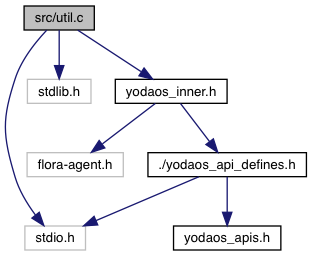 src/util.c
stdlib.h
yodaos_inner.h
flora-agent.h
./yodaos_api_defines.h
stdio.h
yodaos_apis.h